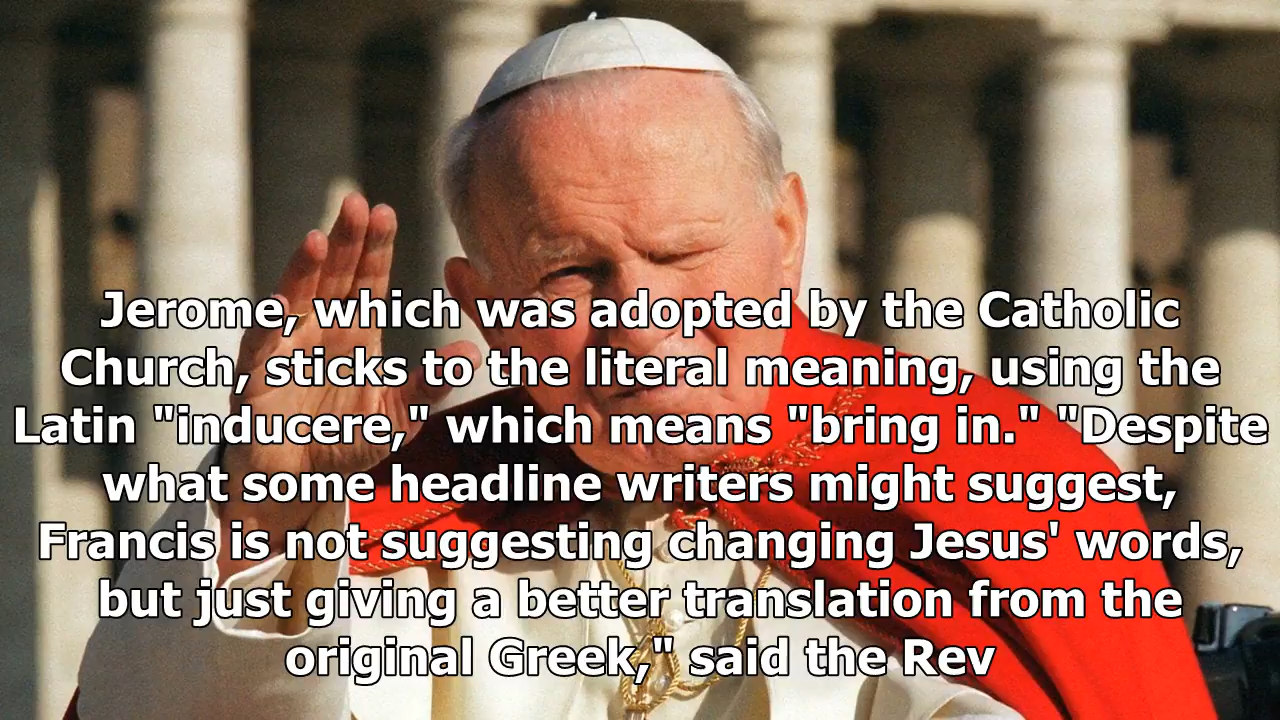 Jerome, which was adopted by the Catholic
Church, sticks to the literal meaning, using the
Latin "inducere," which means "bring in." "Despite
what some headline writers might suggest,
Francis is not suggesting changing Jesus' words,
but just giving a better translation from the
original Greek," said the Rev